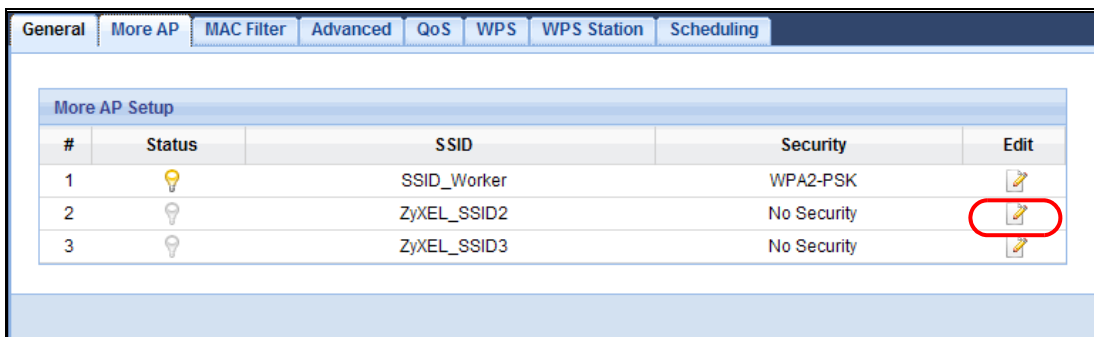 General More AP MAC Filter Advanced QoS WPS WPS Station Scheduling
More AP Setup
# Status SSID Security Edit
1 SSID_Worker WPA2-PSK
2 ZyXEL_SSID2 No Security
3 ZyXEL_SSID3 No Security